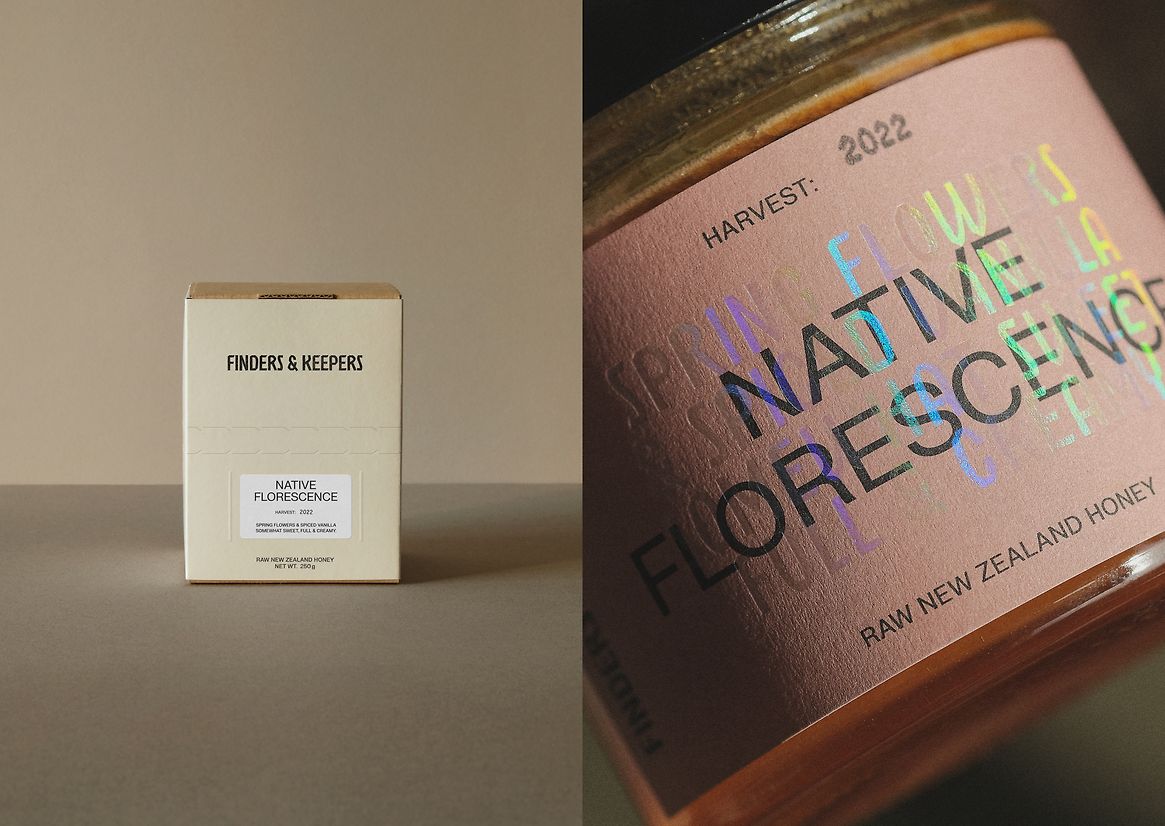 FINDERS & KEEPERS
NATIVE
FLORESCENCE
HARVEST: 2022
SPRING FLOWERS & SPICED VANILLA
SOMEWHAT SWEET, FULL & CREAMY.
RAW NEW ZEALAND HONEY
NET WT. 250g
HARVEST: 2022
SPRING FLOWERS
NATIVE
FLORESCENCE
RAW NEW ZEALAND HONEY
FINDERS